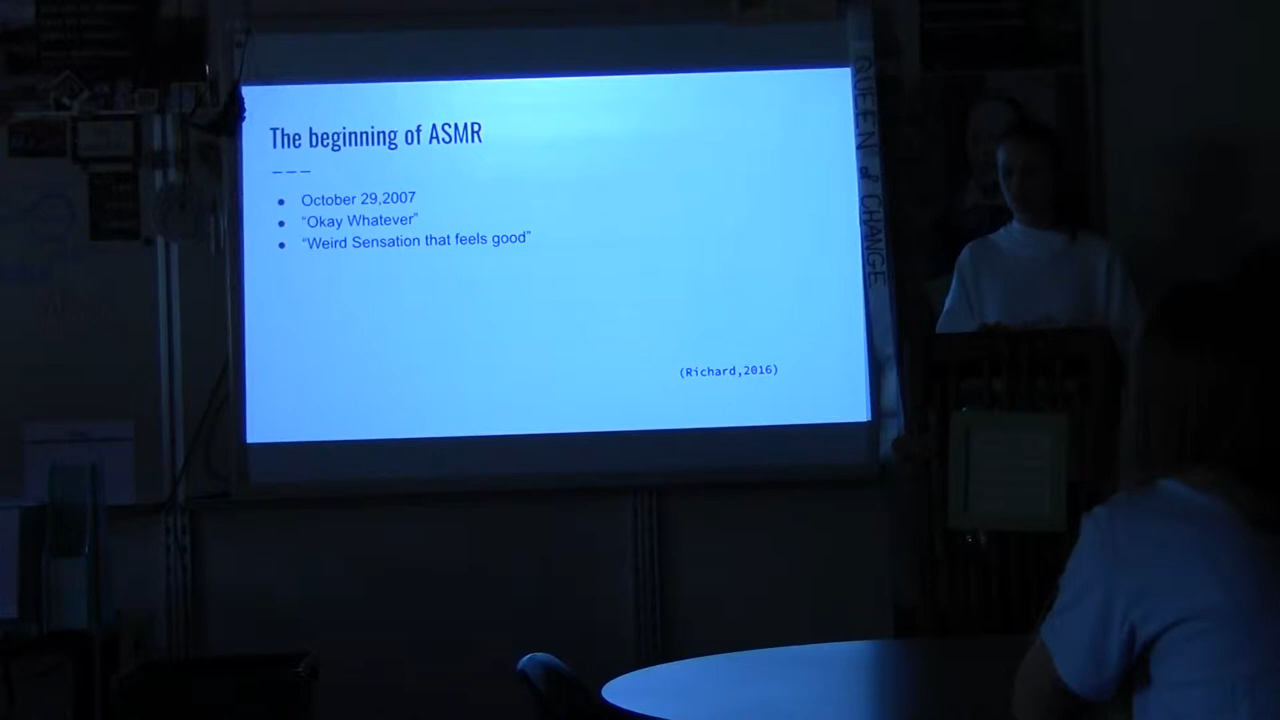 The beginning of ASMR
October 29,2007
“Okay Whatever”
“Weird Sensation that feels good”
(Richard,2016)
QUEEN of CHANGE